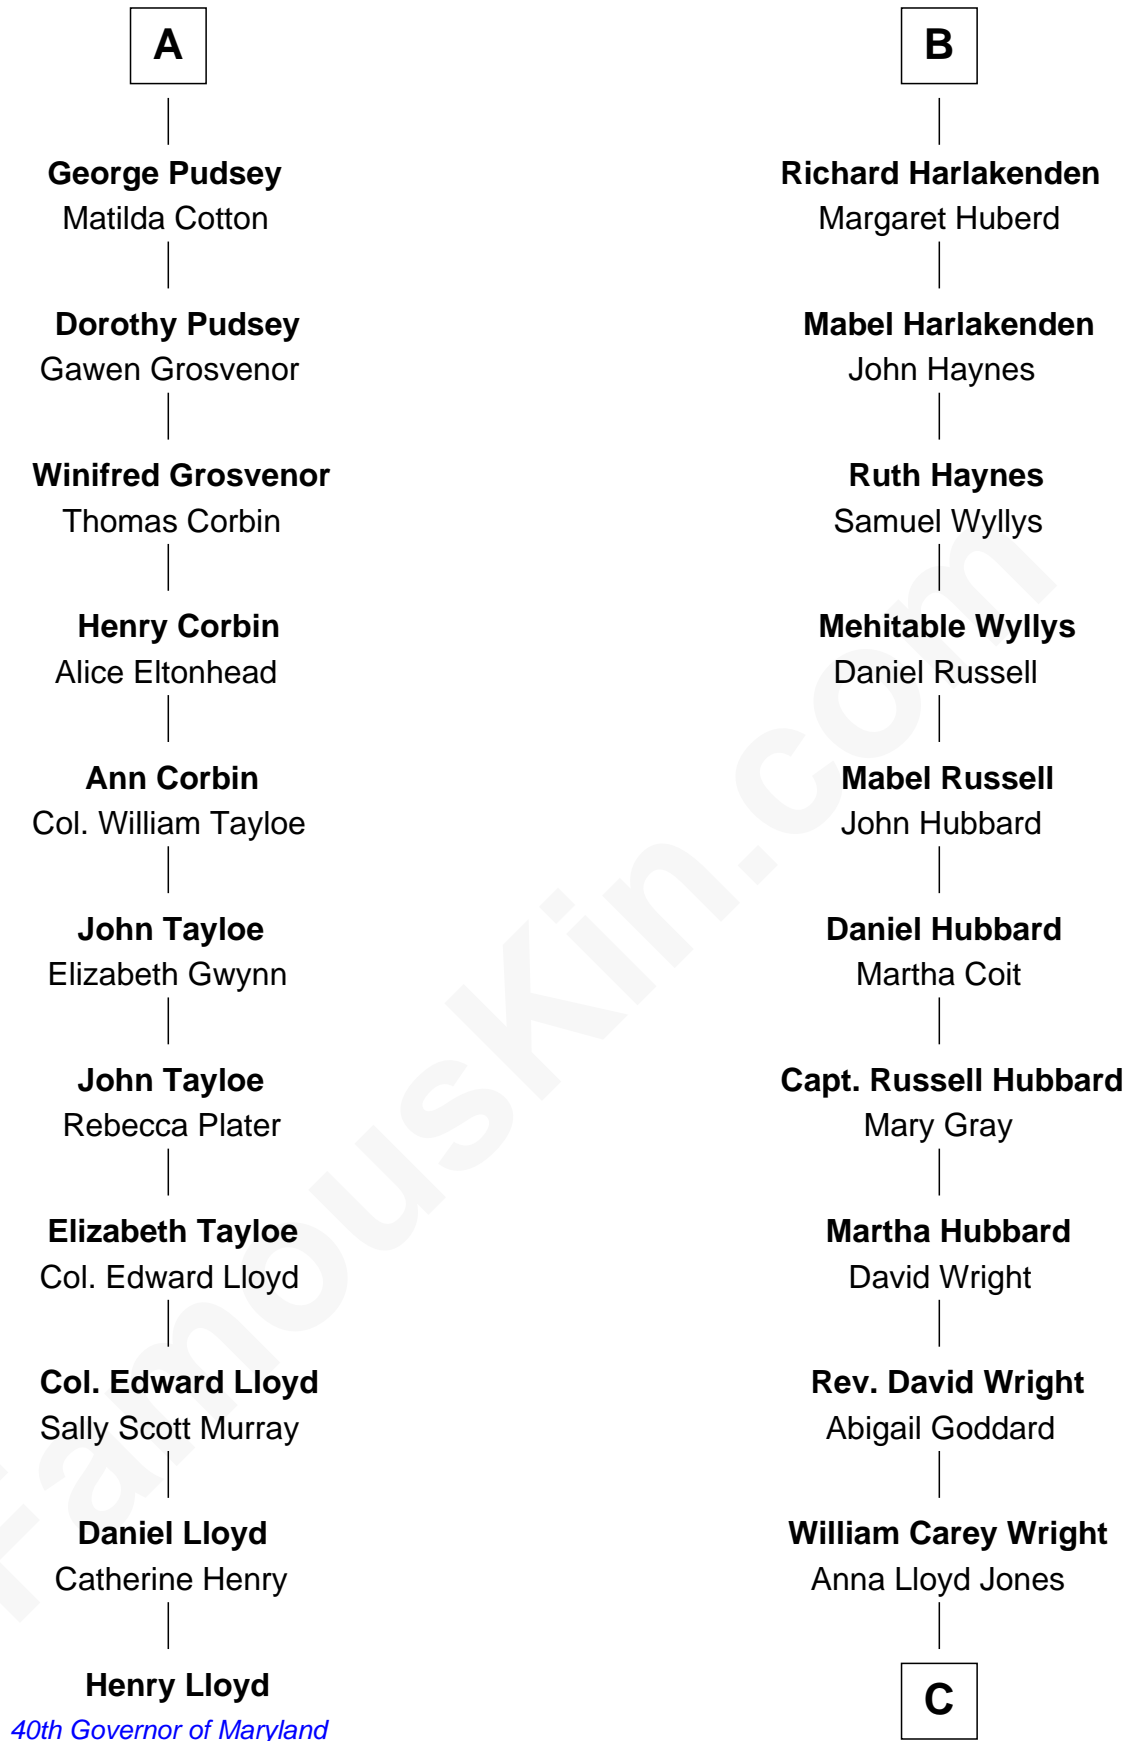 A
George Pudsey
Matilda Cotton
Dorothy Pudsey
Gawen Grosvenor
Winifred Grosvenor
Thomas Corbin
Henry Corbin
Alice Eltonhead
Ann Corbin
Col. William Tayloe
John Tayloe
Elizabeth Gwynn
John Tayloe
Rebecca Plater
Elizabeth Tayloe
Col. Edward Lloyd
Col. Edward Lloyd
Sally Scott Murray
Daniel Lloyd
Catherine Henry
Henry Lloyd
40th Governor of Maryland
B
Richard Harlakenden
Margaret Huberd
Mabel Harlakenden
John Haynes
Ruth Haynes
Samuel Wyllys
Mehitable Wyllys
Daniel Russell
Mabel Russell
John Hubbard
Daniel Hubbard
Martha Coit
Capt. Russell Hubbard
Mary Gray
Martha Hubbard
David Wright
Rev. David Wright
Abigail Goddard
William Carey Wright
Anna Lloyd Jones
C
FamousKin.com